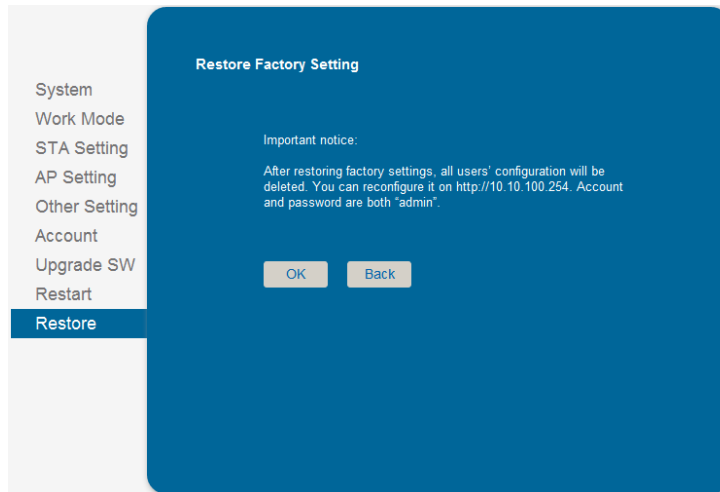 Restore Factory Setting
System
Work Mode
STA Setting
AP Setting
Other Setting
Account
Upgrade SW
Restart
Restore
Important notice:
After restoring factory settings, all users’ configuration will be
deleted. You can reconfigure it on http://10.10.100.254. Account
and password are both “admin”.
OK
Back